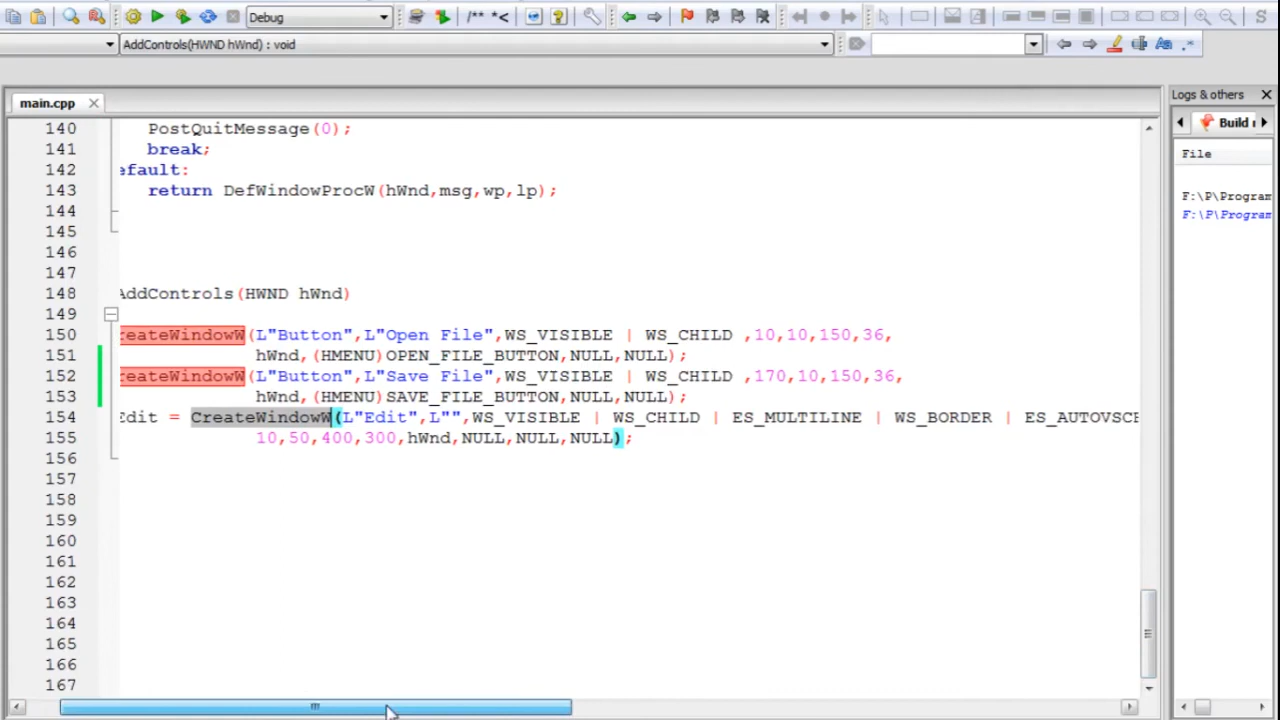 Debug /** *<
AddControls(HWND hWnd) : void
main.cpp Logs & others
Build
File
F:\P\Program
F:\P\Program
140 PostQuitMessage(0);
141 break;
142 efault:
143 return DefWindowProcW(hWnd,msg,wp,lp);
144
145
146
147
148 AddControls(HWND hWnd)
149
150 reateWindowW(L"Button",L"Open File",WS_VISIBLE | WS_CHILD ,10,10,150,36,
151 hWnd,(HMENU)OPEN_FILE_BUTTON,NULL,NULL);
152 reateWindowW(L"Button",L"Save File",WS_VISIBLE | WS_CHILD ,170,10,150,36,
153 hWnd,(HMENU)SAVE_FILE_BUTTON,NULL,NULL);
154 Edit = CreateWindowW(L"Edit",L"",WS_VISIBLE | WS_CHILD | ES_MULTILINE | WS_BORDER | ES_AUTOVSC
155 10,50,400,300,hWnd,NULL,NULL,NULL);
156
157
158
159
160
161
162
163
164
165
166
167